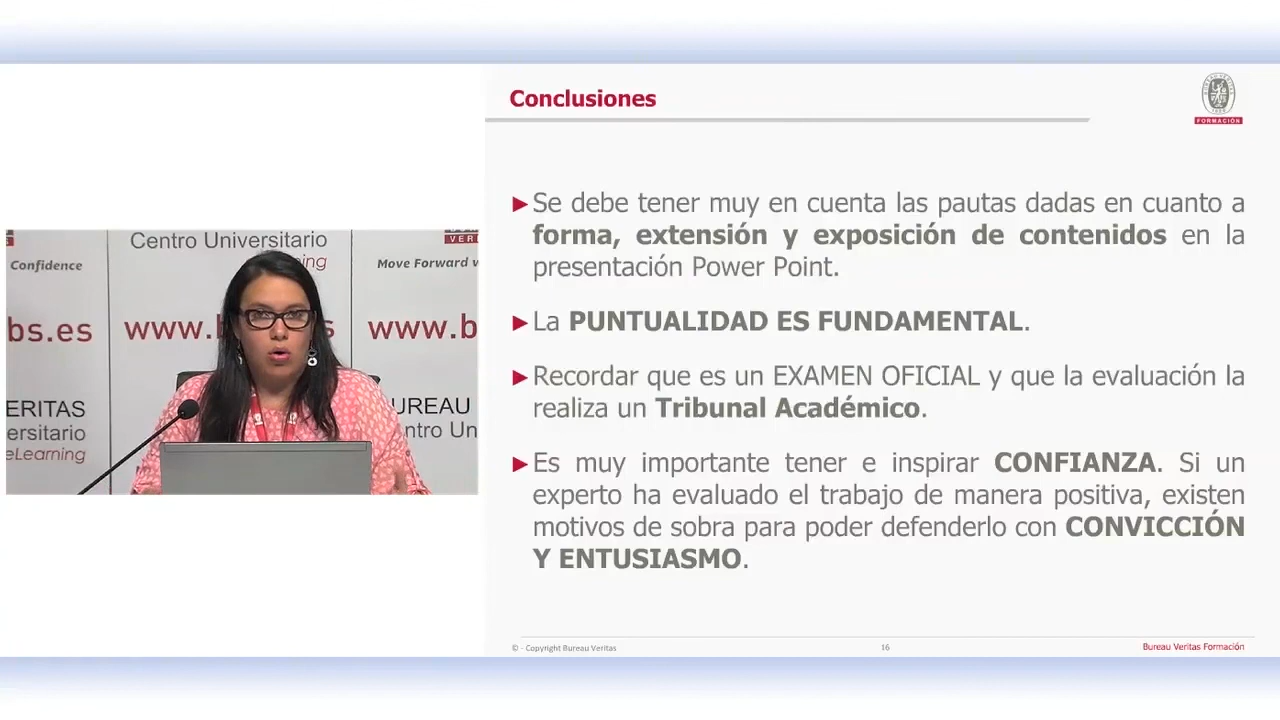 Conclusiones
FORMACIÓN
►Se debe tener muy en cuenta las pautas dadas en cuanto a
forma, extensión y exposición de contenidos en la
presentación Power Point.
►La PUNTUALIDAD ES FUNDAMENTAL.
►Recordar que es un EXAMEN OFICIAL y que la evaluación la
realiza un Tribunal Académico.
►Es muy importante tener e inspirar CONFIANZA. Si un
experto ha evaluado el trabajo de manera positiva, existen
motivos de sobra para poder defenderlo con CONVICCIÓN
Y ENTUSIASMO.
© - Copyright Bureau Veritas
16
Bureau Veritas Formación
Centro Universitario
ing
VERI
Confidence
Move Forward w
bs.es
www.b
s
www.b
ERITAS
versitario
eLearning
UREAU
ntro Un